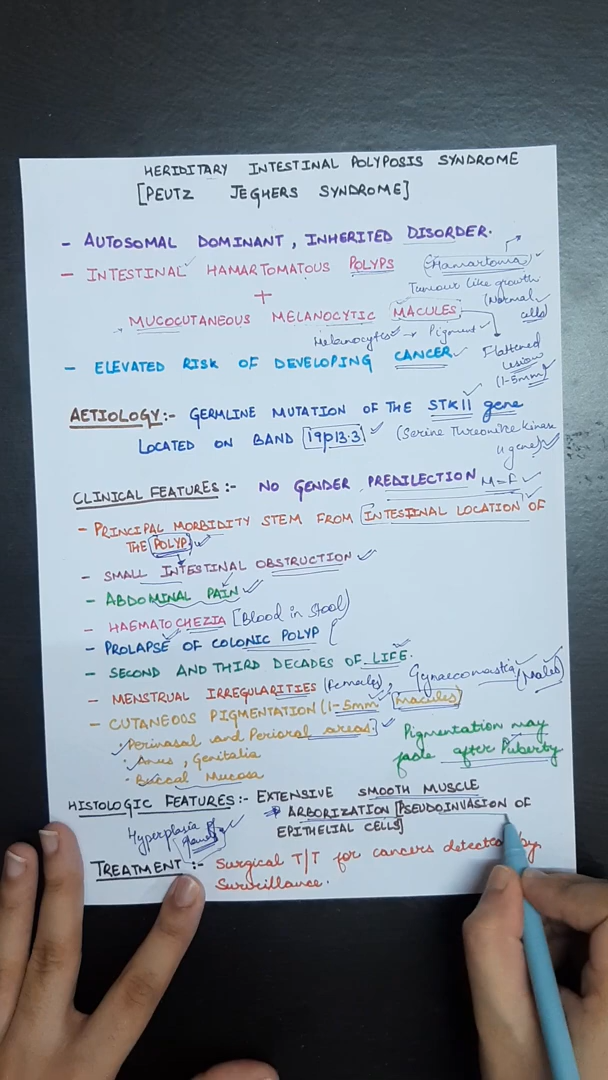 HERIDITARY INTESTINAL POLYPOSIS SYNDROME
[PEUTZ JEGHERS SYNDROME]
- AUTOSOMAL DOMINANT, INHERITED DISORDER.
- INTESTINAL HAMARTOMATOUS POLYPS (Hamartoma)
Tumour like growth
(Normal cells)
+
MUCOCUTANEOUS MELANOCYTIC MACULES
Melanocytes → Pigment
Flattened
lesion
(1-5mm)
- ELEVATED RISK OF DEVELOPING CANCER
AETIOLOGY:- GERMLINE MUTATION OF THE STK11 gene
LOCATED ON BAND 19p13.3 (Serine Threonine kinase
11 gene)
CLINICAL FEATURES:- NO GENDER PREDILECTION M=F
- PRINCIPAL MORBIDITY STEM FROM INTESTINAL LOCATION OF
THE POLYP
- SMALL INTESTINAL OBSTRUCTION
- ABDOMINAL PAIN
- HAEMATOCHEZIA [Blood in Stool)
- PROLAPSE OF COLONIC POLYP
- SECOND AND THIRD DECADES OF LIFE.
- MENSTRUAL IRREGULARITIES (Females), Gynaecomastia (Males)
- CUTANEOUS PIGMENTATION (1-5mm [macules]
· Perinasal and Perioral areas].
· Anus, Genitalia
· Buccal Mucosa
Pigmentation may
fade after Puberty
HISTOLOGIC FEATURES:- EXTENSIVE SMOOTH MUSCLE
⇒ ARBORIZATION [PSEUDOINVASION OF
EPITHELIAL CELLS]
Hyperplasia of
TREATMENT :- Surgical T/T for cancers detected by
Surveillance.